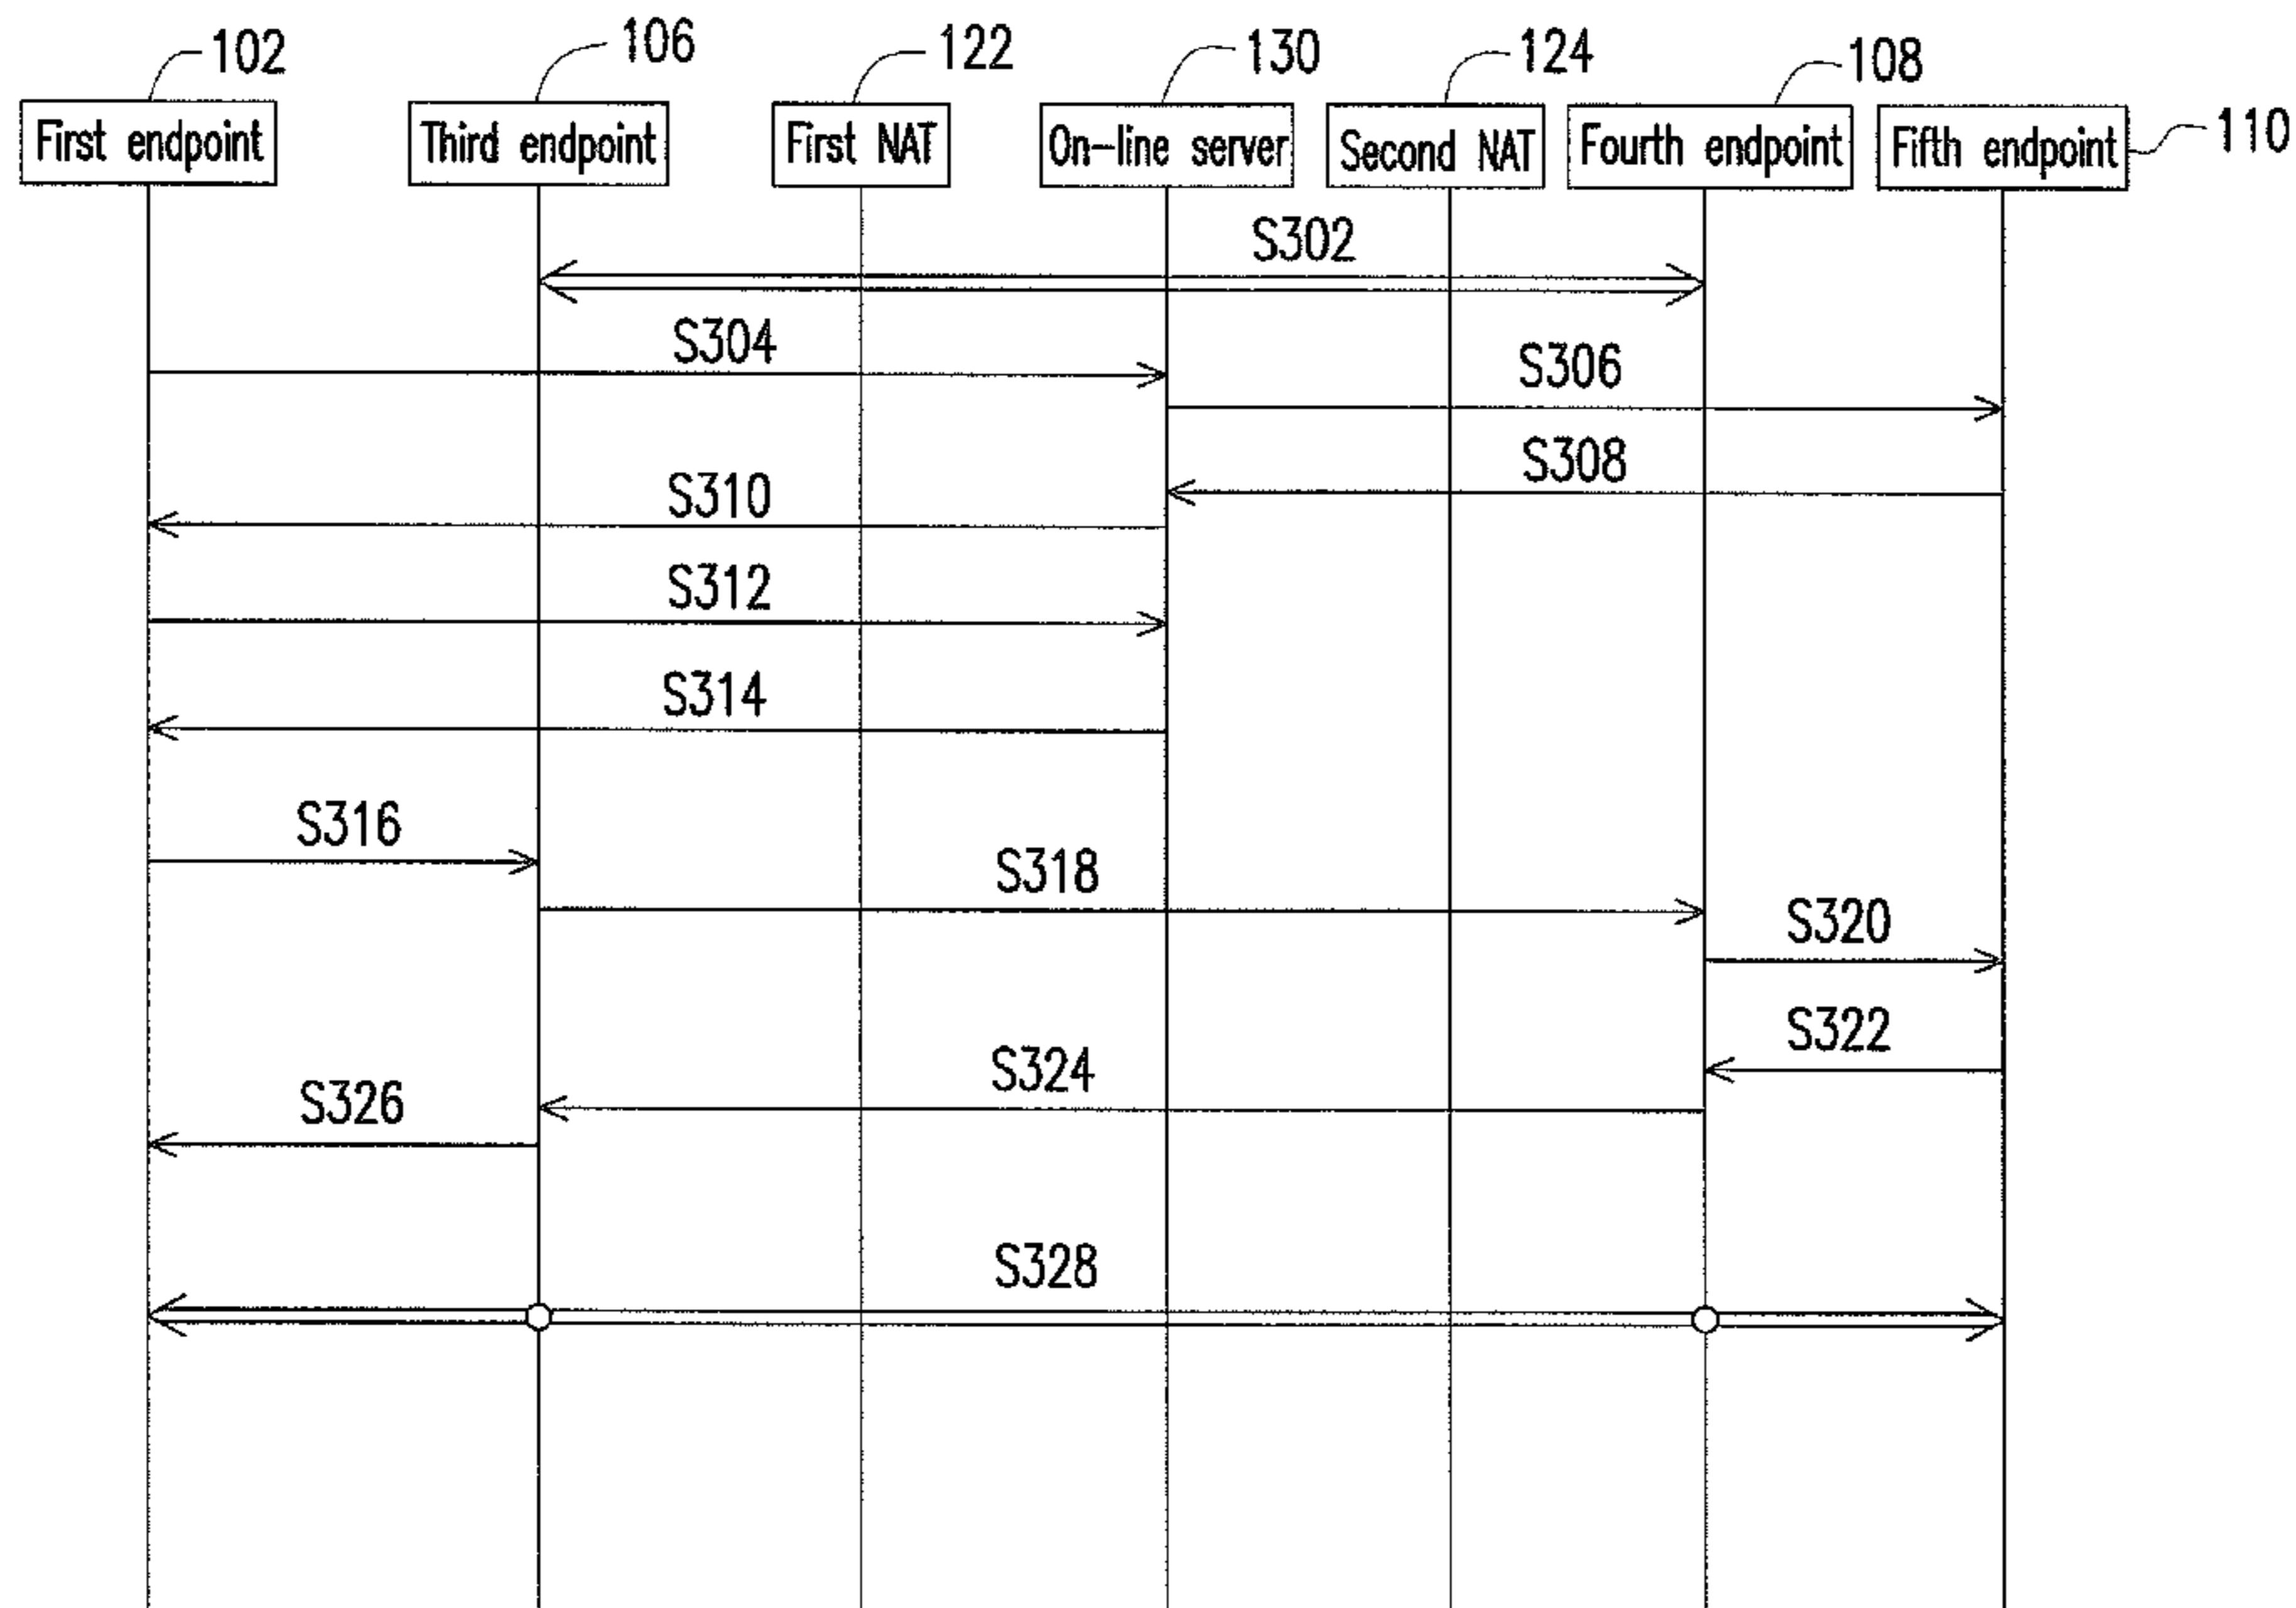 102
106
122
130
124
108
First endpoint
Third endpoint
First NAT
On-line server
Second NAT
Fourth endpoint
Fifth endpoint
110
S302
S304
S306
S308
S310
S312
S314
S316
S318
S320
S322
S324
S326
S328